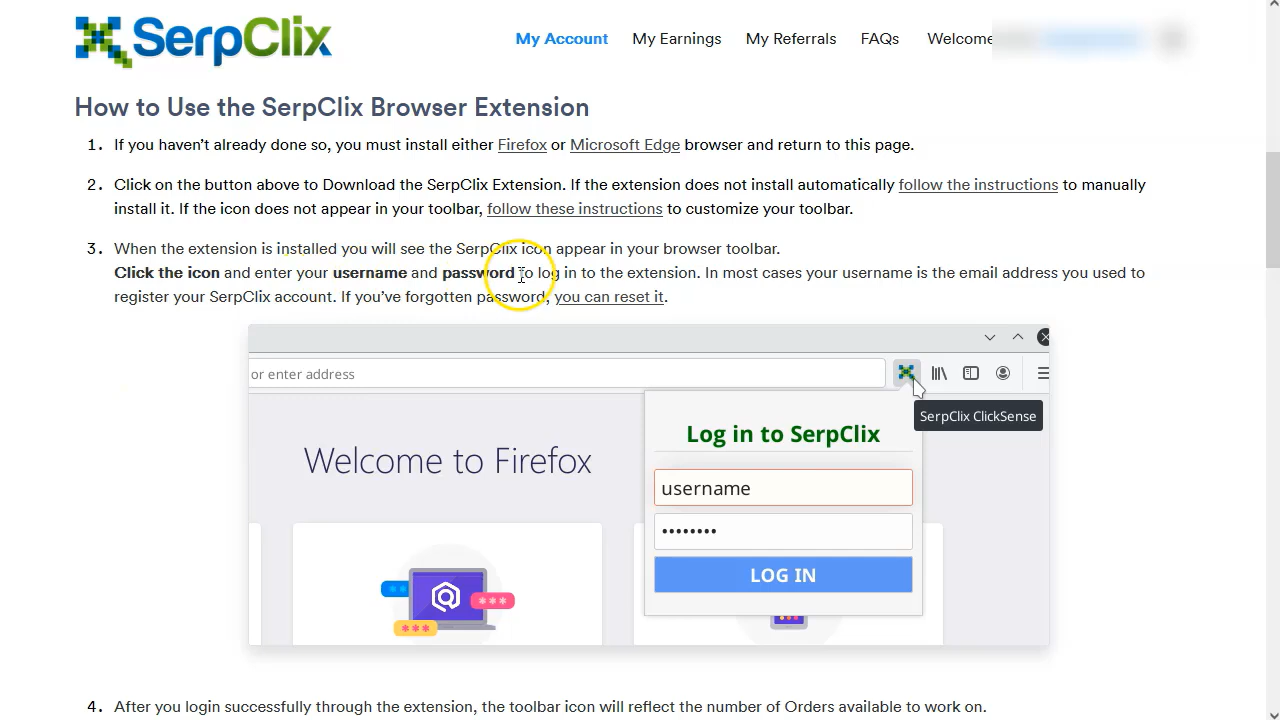 SerpClix
My Account My Earnings My Referrals FAQs Welcome
How to Use the SerpClix Browser Extension
1. If you haven’t already done so, you must install either Firefox or Microsoft Edge browser and return to this page.
2. Click on the button above to Download the SerpClix Extension. If the extension does not install automatically follow the instructions to manually
install it. If the icon does not appear in your toolbar, follow these instructions to customize your toolbar.
3. When the extension is installed you will see the SerpClix icon appear in your browser toolbar.
Click the icon and enter your username and password to log in to the extension. In most cases your username is the email address you used to
register your SerpClix account. If you’ve forgotten password, you can reset it.
or enter address
SerpClix ClickSense
Log in to SerpClix
Welcome to Firefox
username
••••••••
LOG IN
***
***
4. After you login successfully through the extension, the toolbar icon will reflect the number of Orders available to work on.